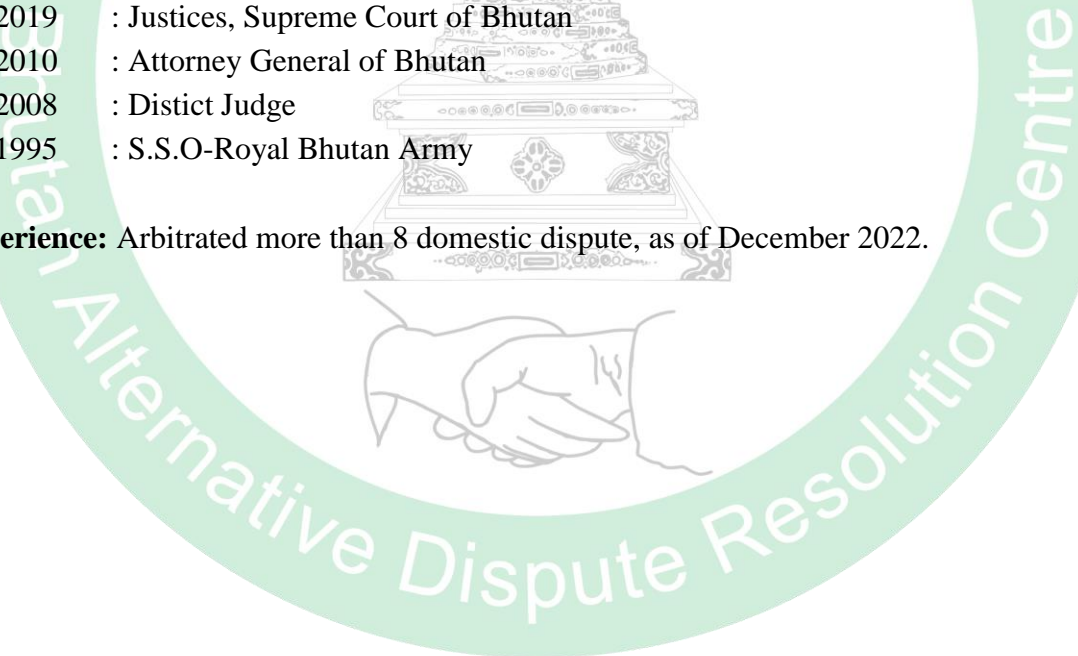 2019 : Justices, Supreme Court of Bhutan
2010 : Attorney General of Bhutan
2008 : Distict Judge
1995 : S.S.O-Royal Bhutan Army
erience: Arbitrated more than 8 domestic dispute, as of December 2022.
Bhutan Alternative Dispute Resolution Centre